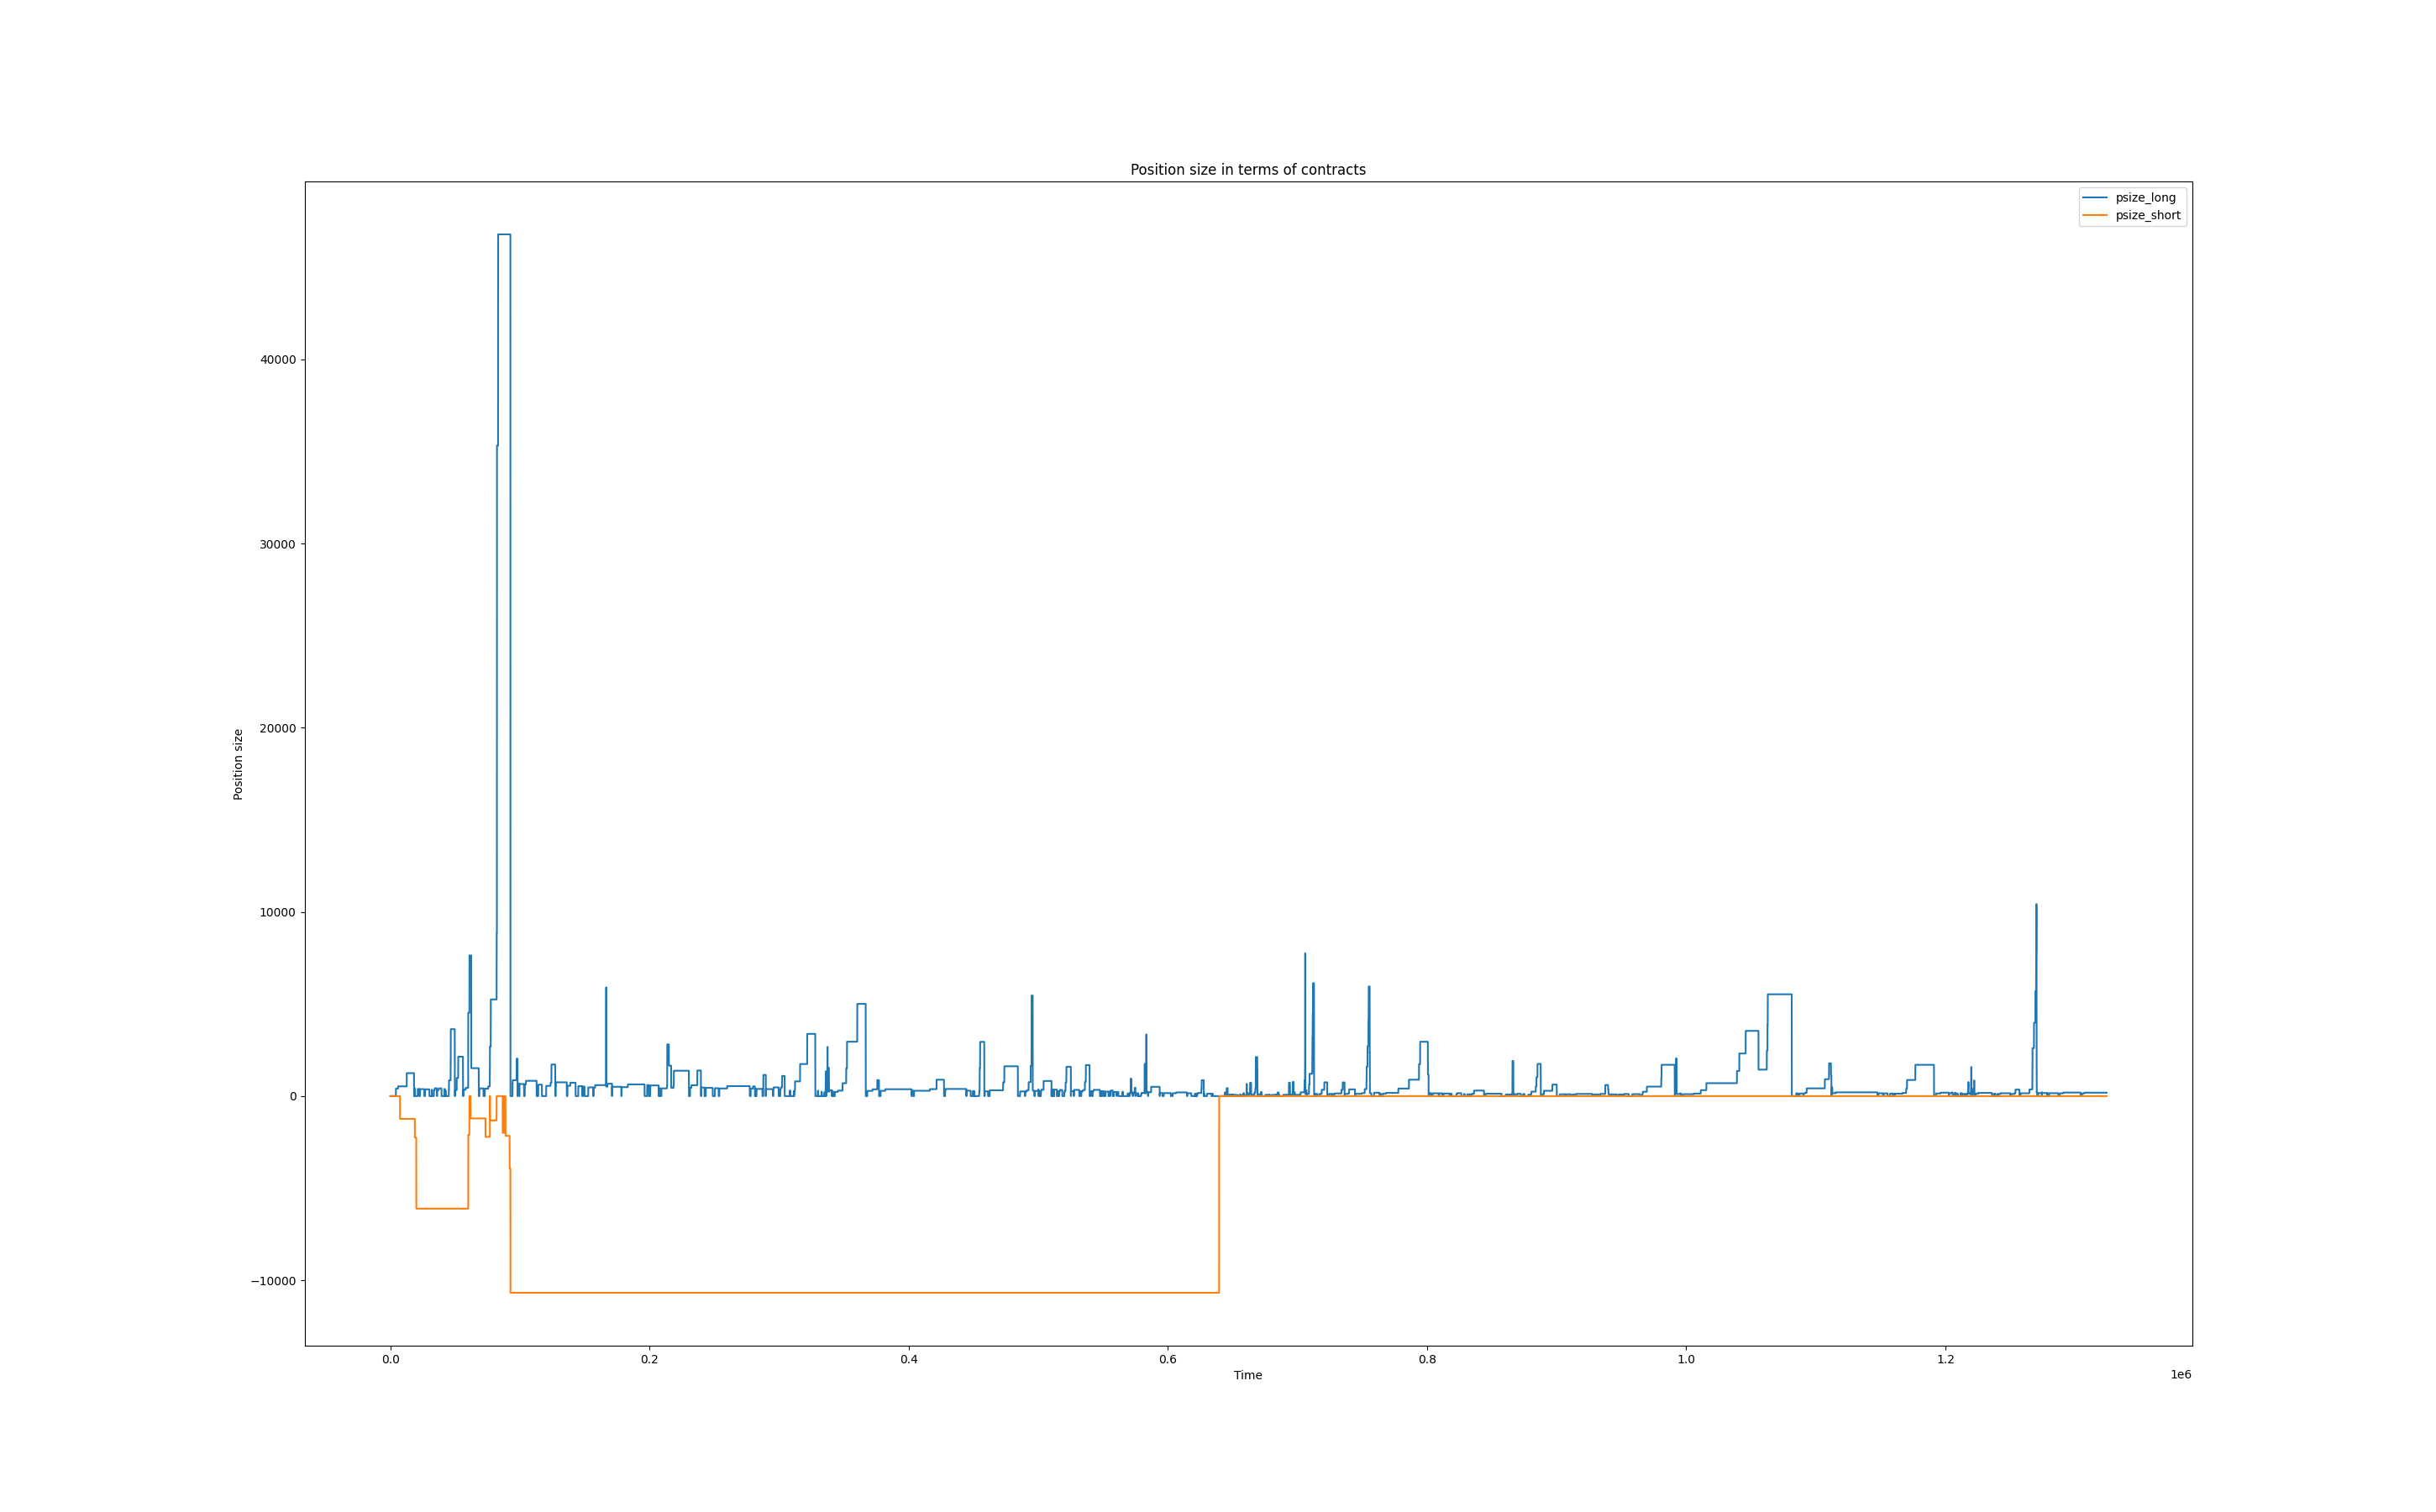 Position size in terms of contracts
psize_long
psize_short
Position size
40000
30000
20000
10000
0
−10000
0.0 0.2 0.4 0.6 0.8 1.0 1.2
Time
1e6